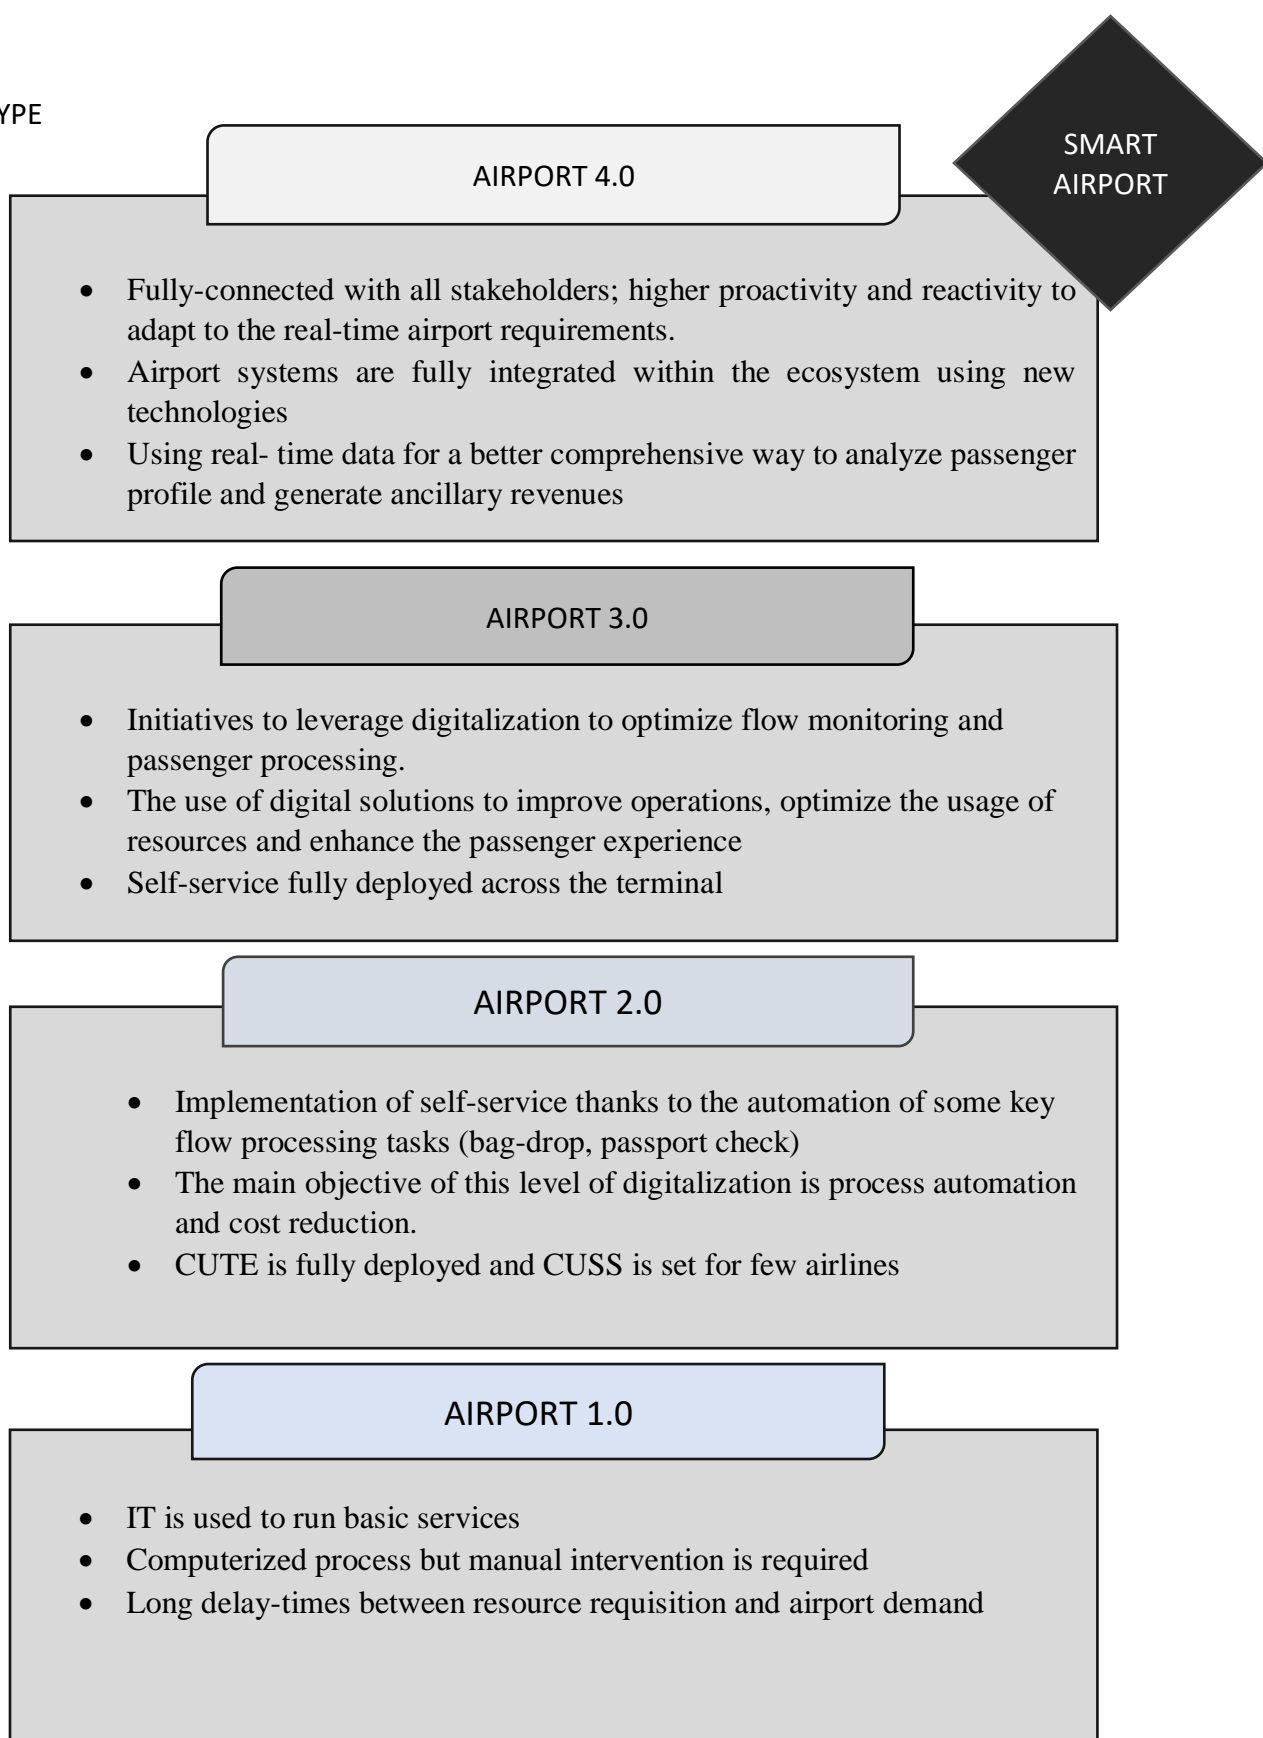 YPE
SMART
AIRPORT
AIRPORT 4.0
• Fully-connected with all stakeholders; higher proactivity and reactivity to
adapt to the real-time airport requirements.
• Airport systems are fully integrated within the ecosystem using new
technologies
• Using real- time data for a better comprehensive way to analyze passenger
profile and generate ancillary revenues
AIRPORT 3.0
• Initiatives to leverage digitalization to optimize flow monitoring and
passenger processing.
• The use of digital solutions to improve operations, optimize the usage of
resources and enhance the passenger experience
• Self-service fully deployed across the terminal
AIRPORT 2.0
• Implementation of self-service thanks to the automation of some key
flow processing tasks (bag-drop, passport check)
• The main objective of this level of digitalization is process automation
and cost reduction.
• CUTE is fully deployed and CUSS is set for few airlines
AIRPORT 1.0
• IT is used to run basic services
• Computerized process but manual intervention is required
• Long delay-times between resource requisition and airport demand